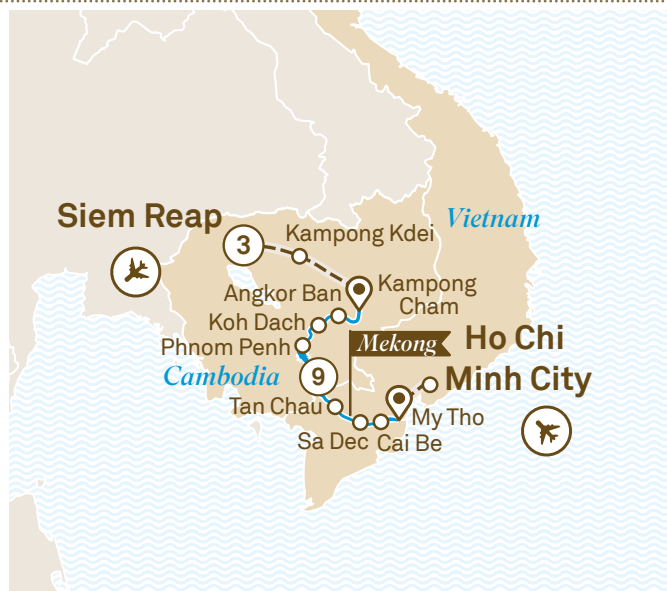 Siem Reap
3
Kampong Kdei
Vietnam
Angkor Ban
Kampong
Cham
Koh Dach
Phnom Penh
Mekong
Ho Chi
Minh City
Cambodia
9
Tan Chau
My Tho
Sa Dec
Cai Be